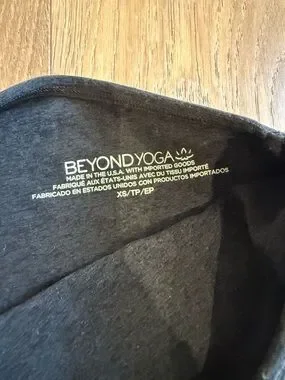 BEYOND YOGA
MADE IN THE U.S.A. WITH IMPORTED GOODS
FABRIQUÉ AUX ÉTATS-UNIS AVEC DU TISSU IMPORTÉ
FABRICADO EN ESTADOS UNIDOS CON PRODUCTOS IMPORTADOS
XS/TP/EP